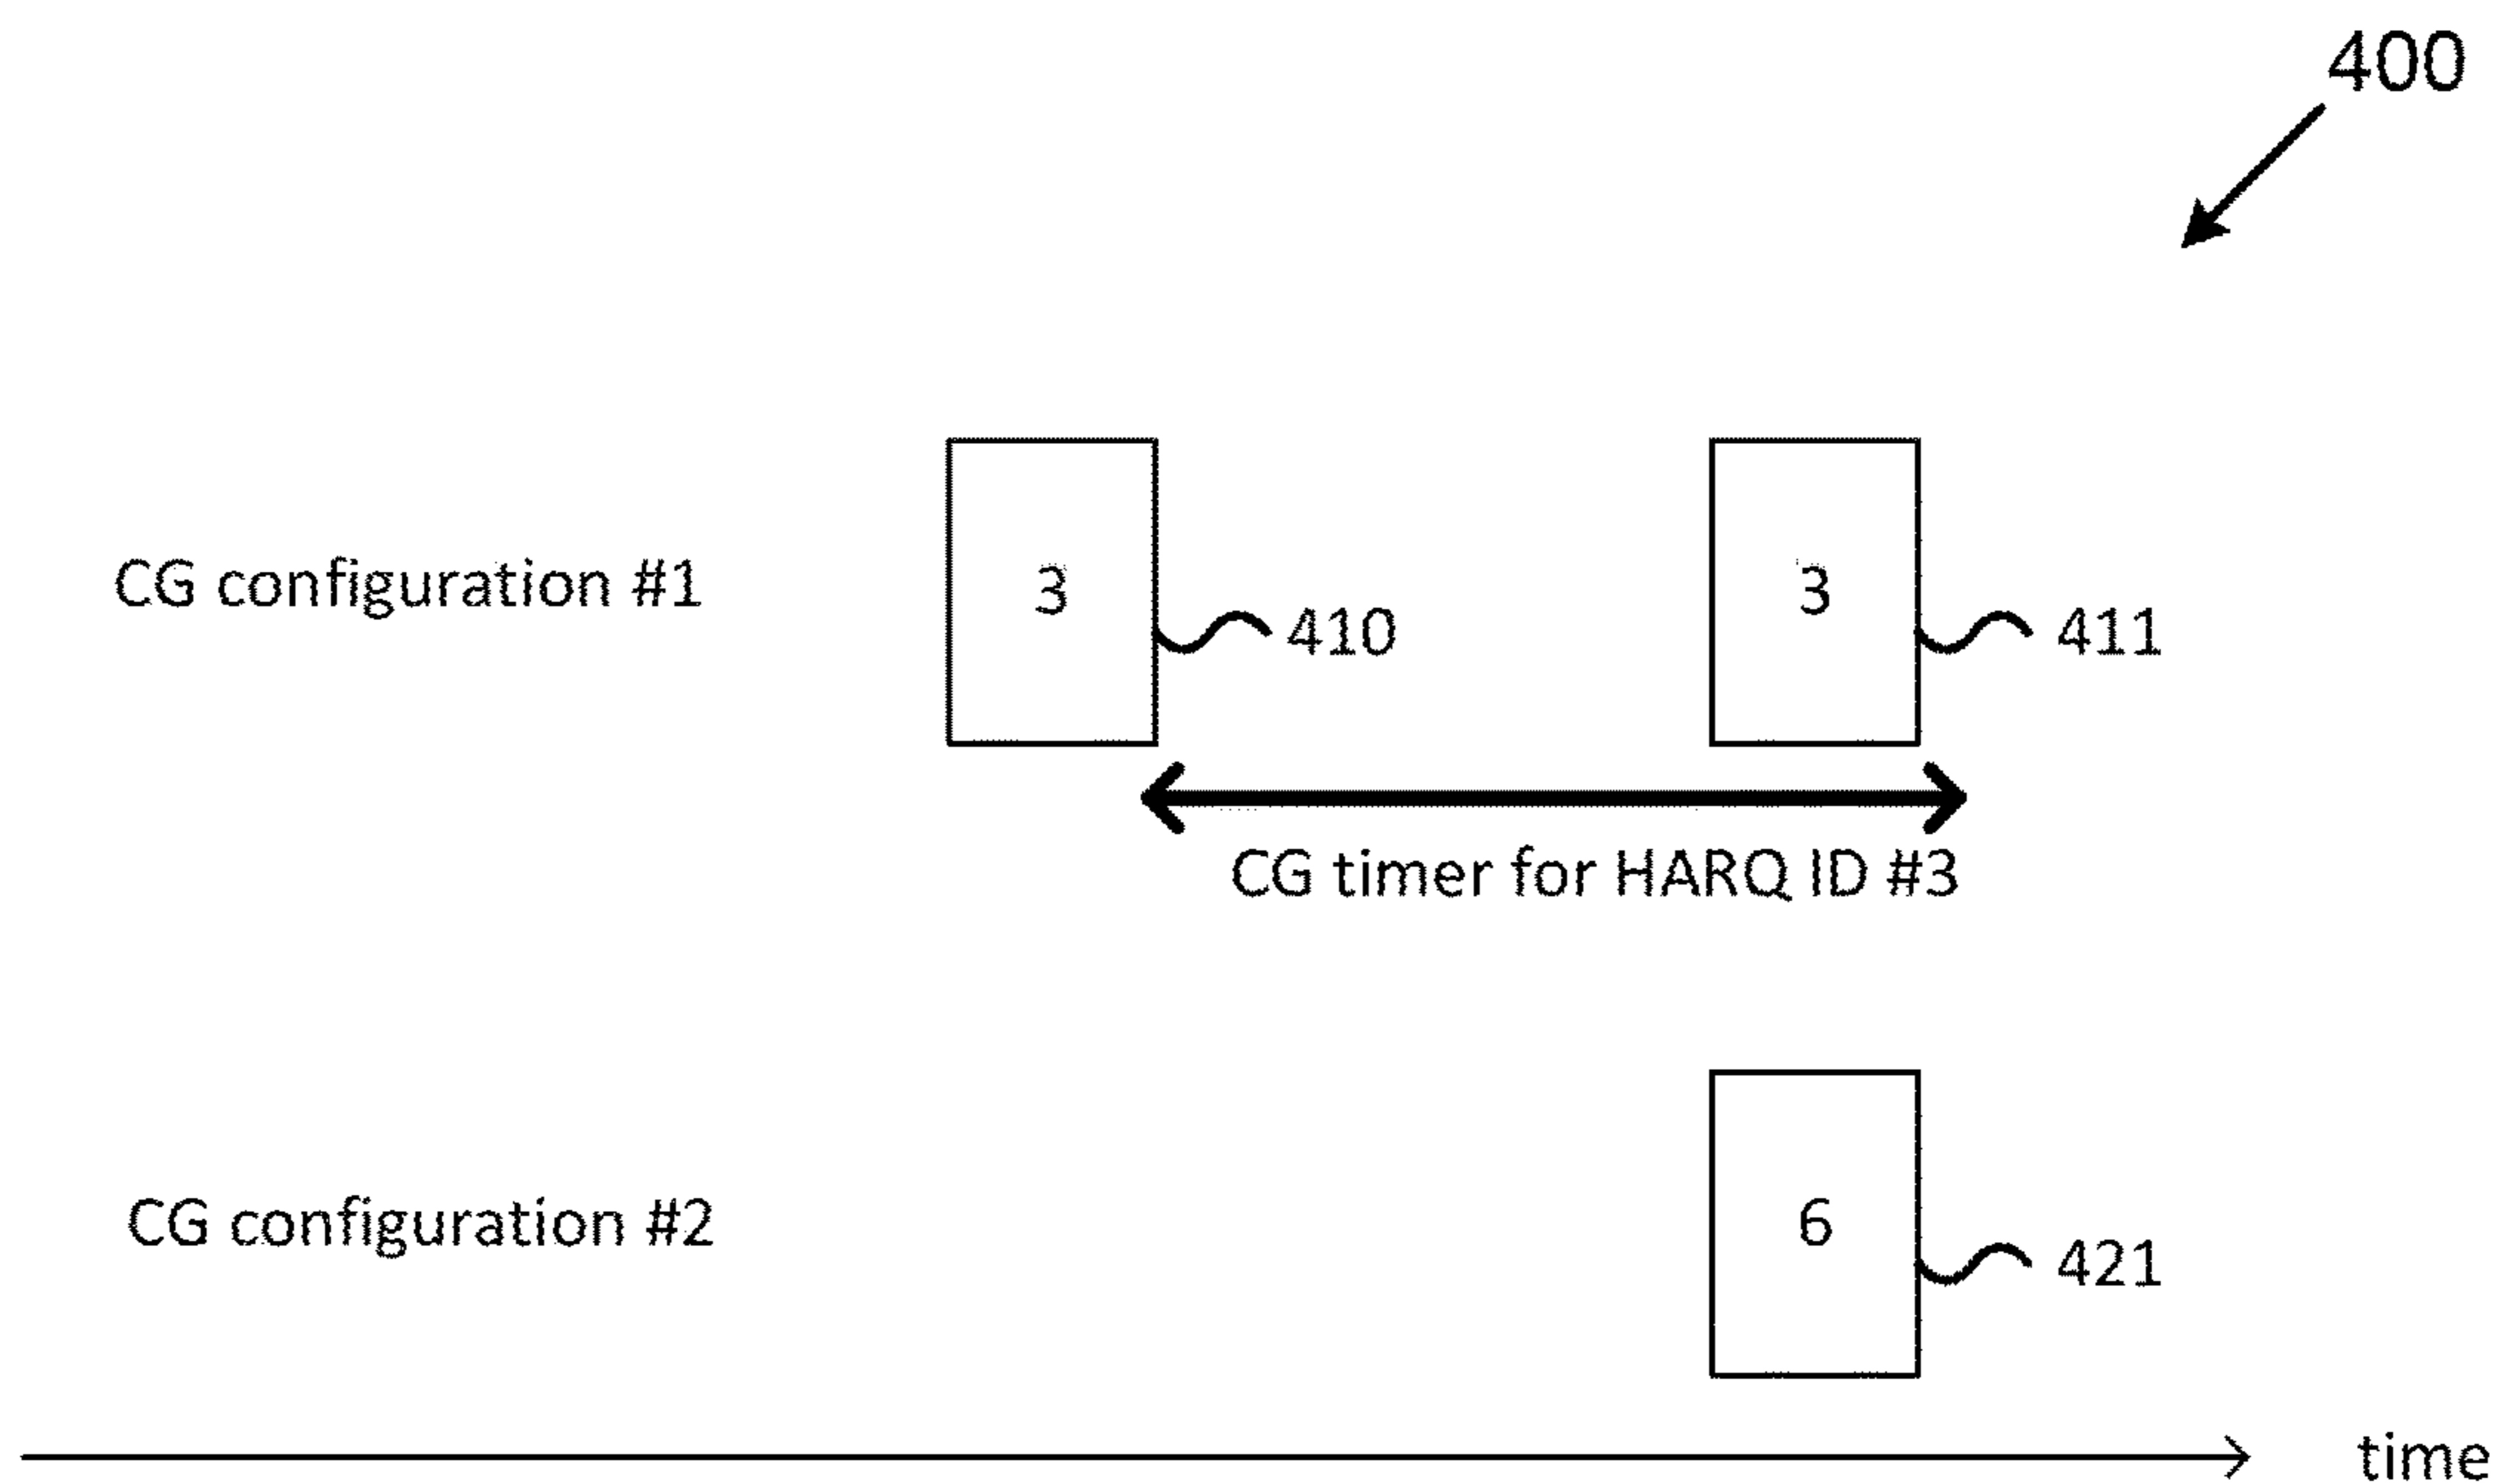 400
CG configuration #1
3
410
3
411
CG timer for HARQ ID #3
CG configuration #2
6
421
time